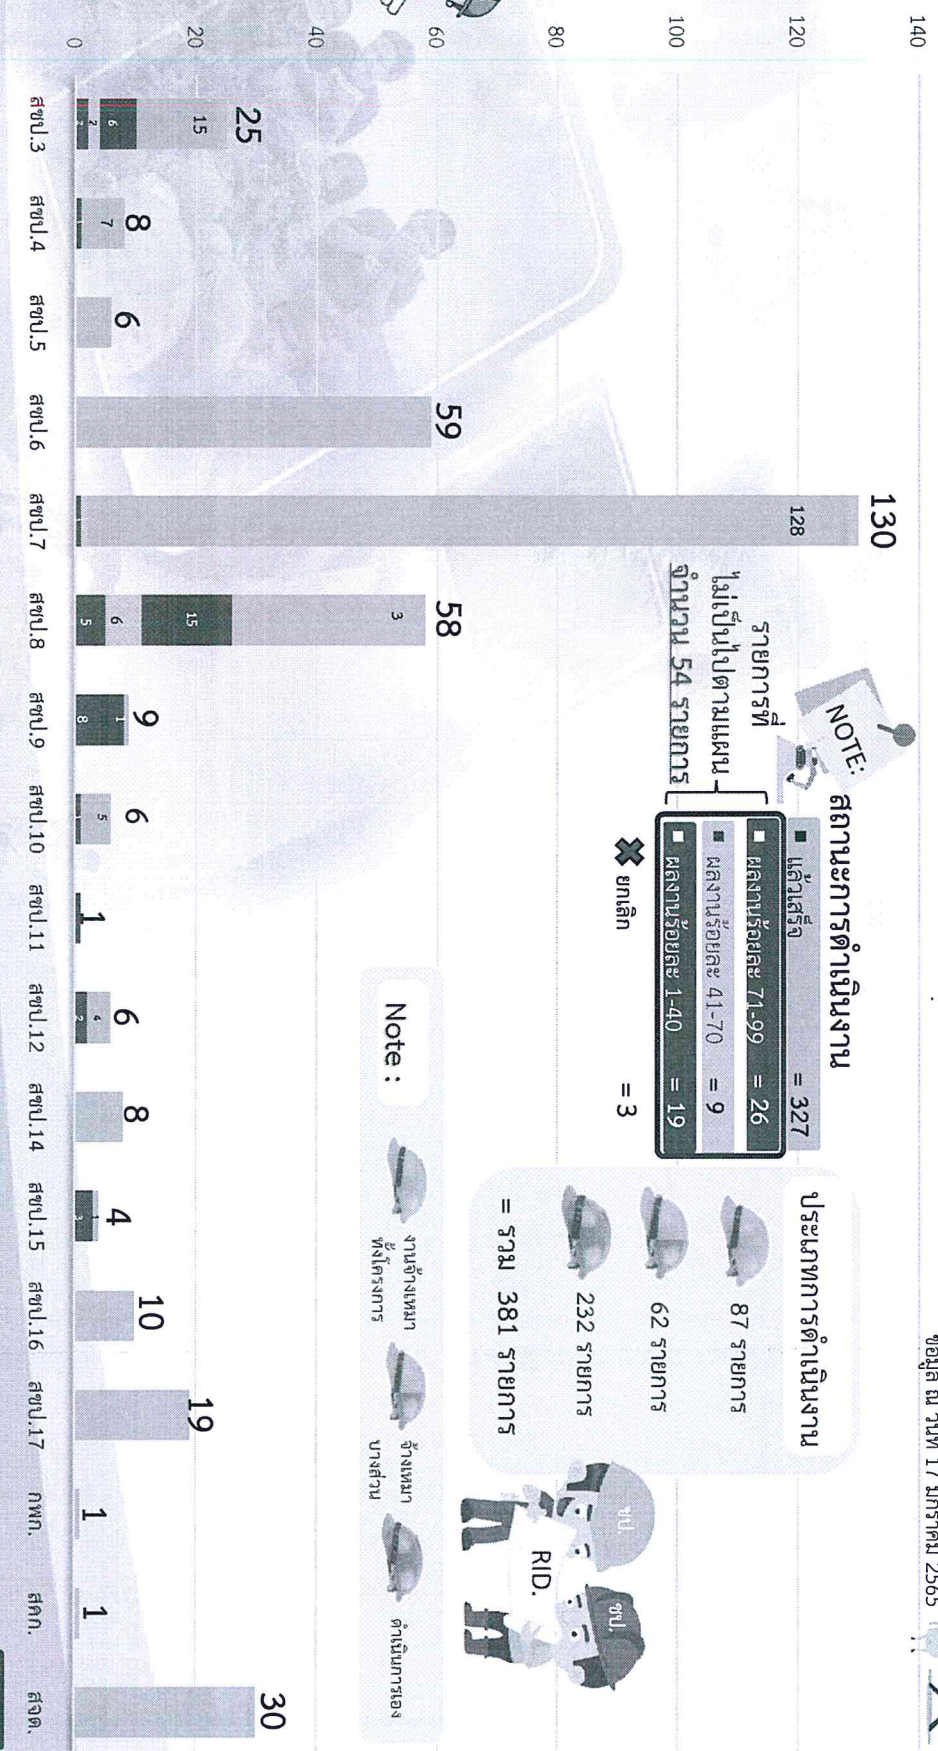 ข้อมูล ณ วันที่ 17 มกราคม 2565
NOTE:
สถานะการดำเนินงาน
แล้วเสร็จ = 327
ผลงานร้อยละ 71-99 = 26
ผลงานร้อยละ 41-70 = 9
ผลงานร้อยละ 1-40 = 19
ยกเลิก = 3
รายการที่
ไม่เป็นไปตามแผน
จำนวน 54 รายการ
ประเภทการดำเนินงาน
87 รายการ
62 รายการ
232 รายการ
= รวม 381 รายการ
ชป.
ชป.
RID.
Note :
งานจ้างเหมา
ทั้งโครงการ
จ้างเหมา
บางส่วน
ดำเนินการเอง
140
120
100
80
60
40
20
0
25
15
6
2
2
8
7
1
6
59
130
128
1
58
3
15
6
5
9
1
8
6
5
1
1
6
4
2
8
4
1
3
10
19
1
1
30
สชป.3 สชป.4 สชป.5 สชป.6 สชป.7 สชป.8 สชป.9 สชป.10 สชป.11 สชป.12 สชป.14 สชป.15 สชป.16 สชป.17 กพก. สคก. สจด.